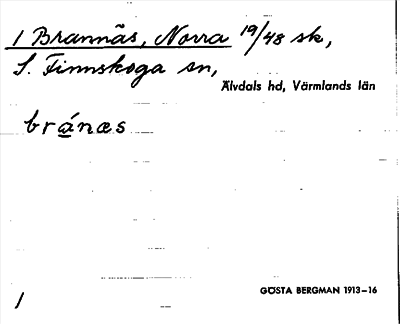 1 Brannäs, Norra 19/48 sk,
S. Finnskoga sn,
Älvdals hd, Värmlands län
bránæs
GÖSTA BERGMAN 1913–16
1